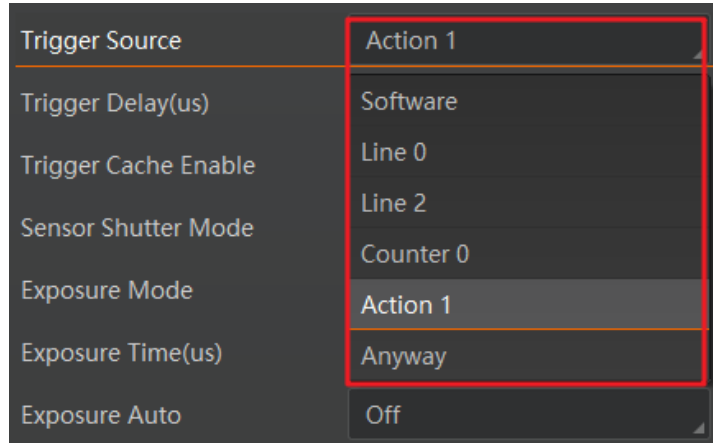 Trigger Source Action 1
Trigger Delay(us) Software
Trigger Cache Enable Line 0
Line 2
Sensor Shutter Mode
Counter 0
Exposure Mode Action 1
Exposure Time(us) Anyway
Exposure Auto Off